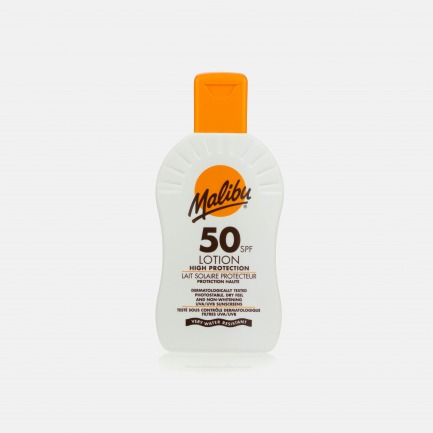 Malibu
®
50 SPF
LOTION
HIGH PROTECTION
LAIT SOLAIRE PROTECTEUR
PROTECTION HAUTE
DERMATOLOGICALLY TESTED
PHOTOSTABLE, DRY FEEL
AND NON-WHITENING
UVA/UVB SUNSCREENS
TESTÉ SOUS CONTRÔLE DERMATOLOGIQUE
FILTRES UVA/UVB
VERY WATER RESISTANT